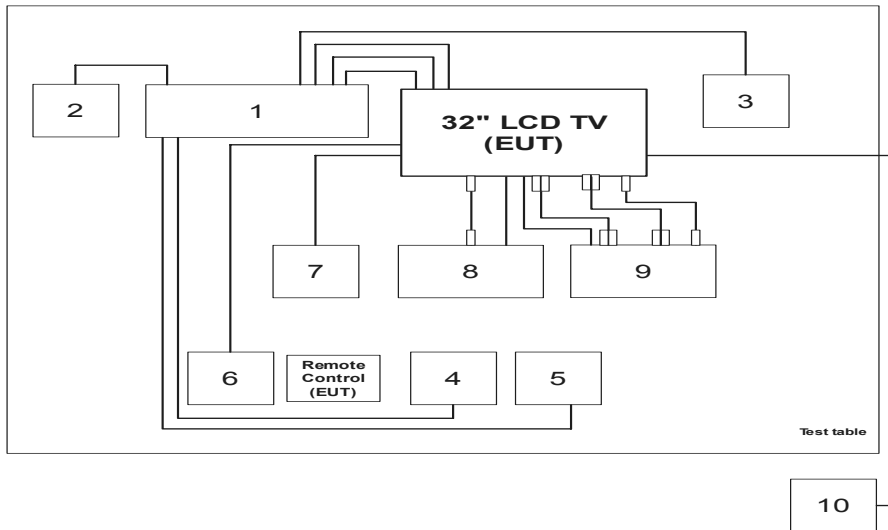 2
1
3
32" LCD TV
(EUT)
7
8
9
6
Remote
Control
(EUT)
4
5
Test table
10